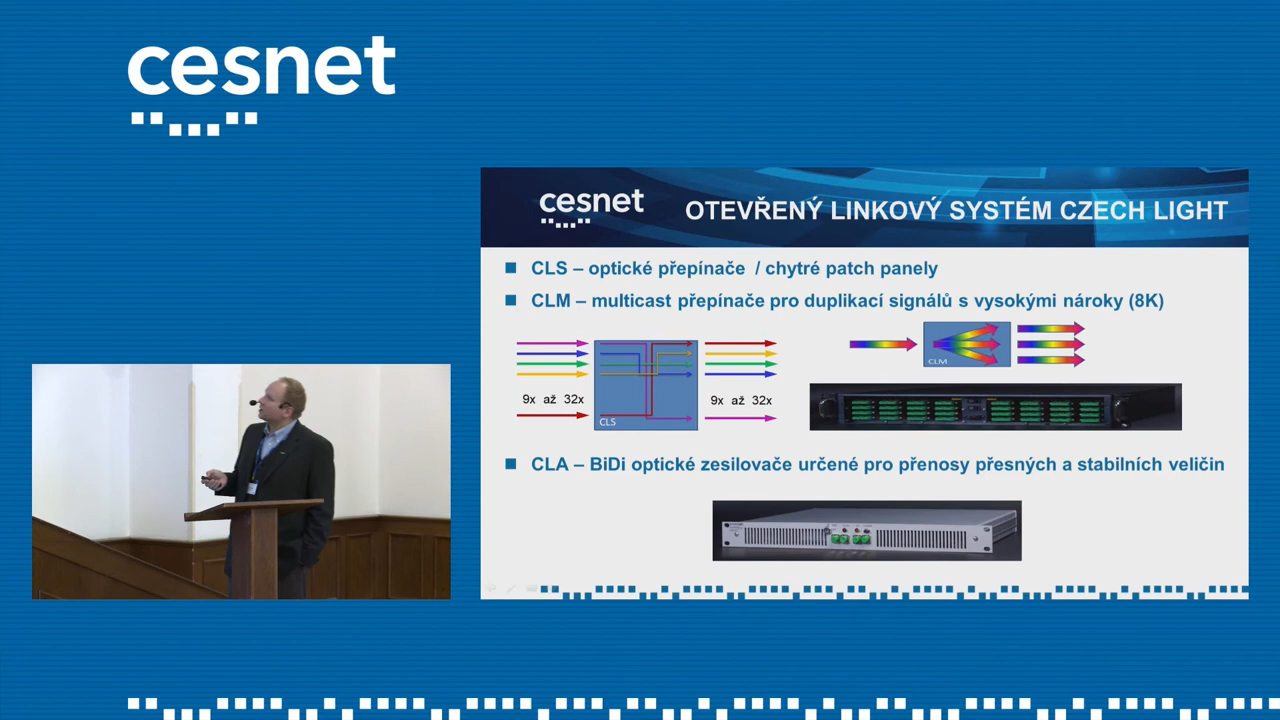 cesnet
cesnet
OTEVŘENÝ LINKOVÝ SYSTÉM CZECH LIGHT
CLS – optické přepínače / chytré patch panely
CLM – multicast přepínače pro duplikací signálů s vysokými nároky (8K)
9x až 32x
CLS
9x až 32x
CLM
CLA – BiDi optické zesilovače určené pro přenosy přesných a stabilních veličin